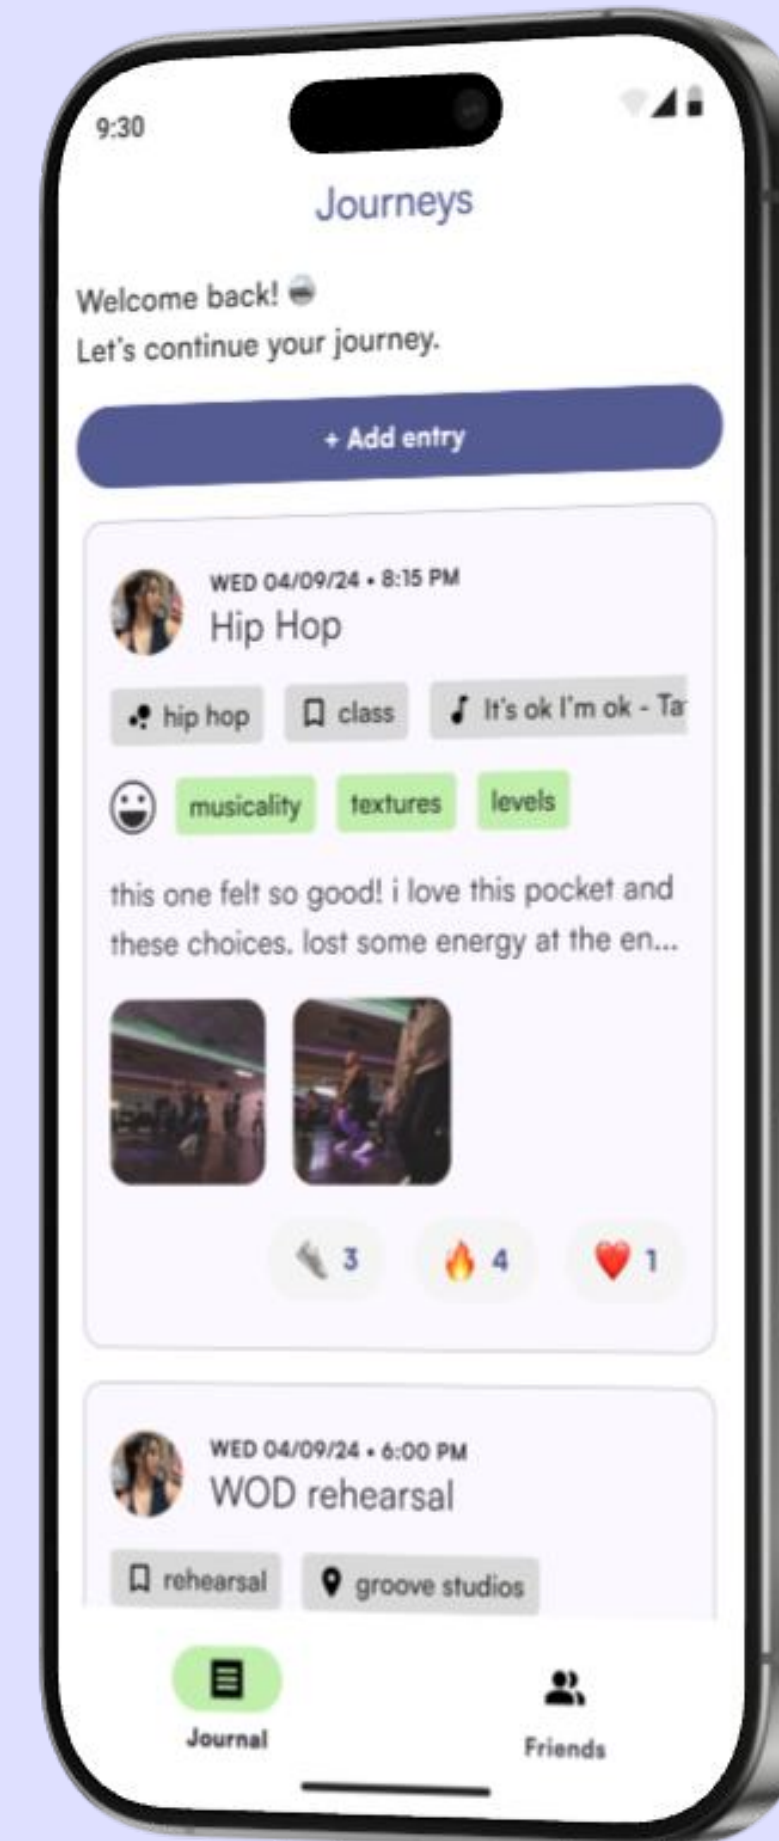 9:30
Journeys
Welcome back!
Let's continue your journey.
+ Add entry
WED 04/09/24 • 8:15 PM
Hip Hop
hip hop
class
It's ok I'm ok - Ta
musicality
textures
levels
this one felt so good! i love this pocket and
these choices. lost some energy at the en...
3
4
1
WED 04/09/24 • 6:00 PM
WOD rehearsal
rehearsal
groove studios
Journal
Friends